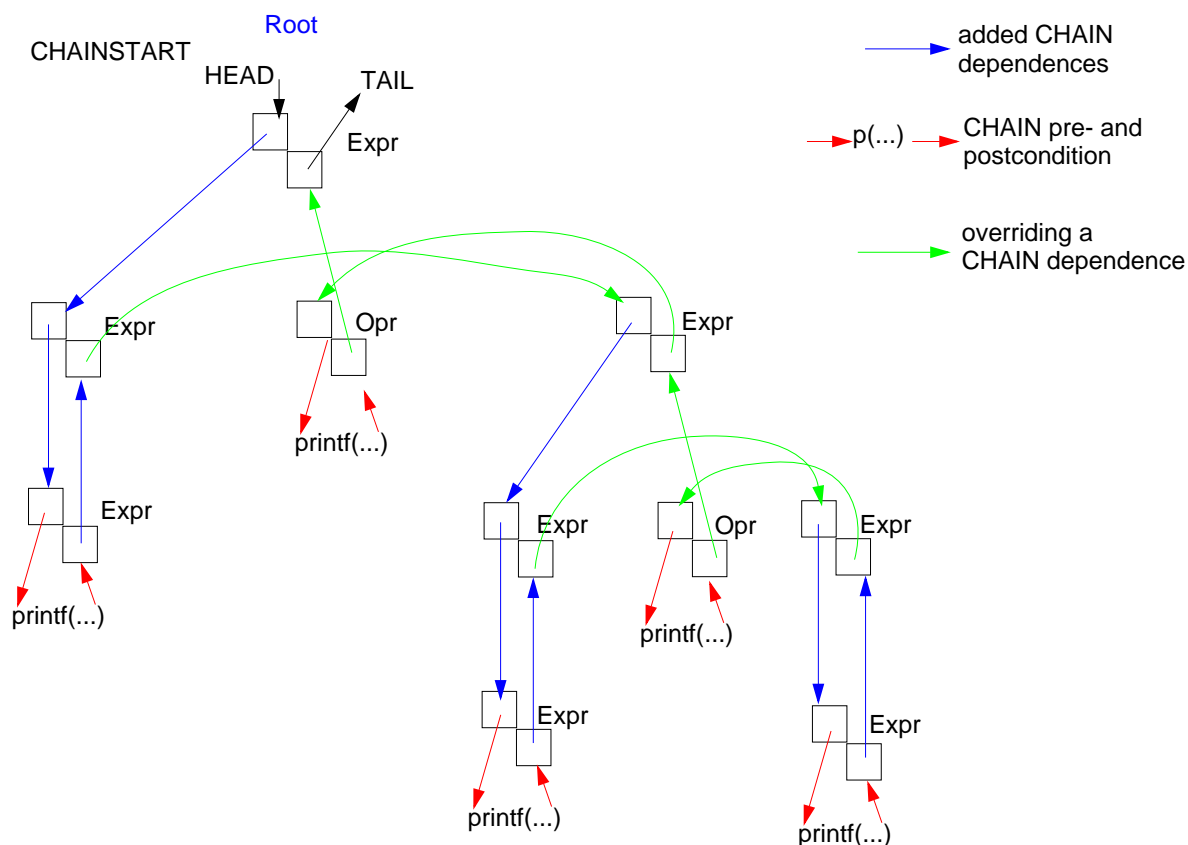 Root
CHAINSTART
HEAD
TAIL
Expr
added CHAIN
dependences
p(...)
CHAIN pre- and
postcondition
overriding a
CHAIN dependence
Expr
Opr
Expr
printf(...)
Expr
printf(...)
Expr
Opr
Expr
printf(...)
Expr
printf(...)
Expr
printf(...)